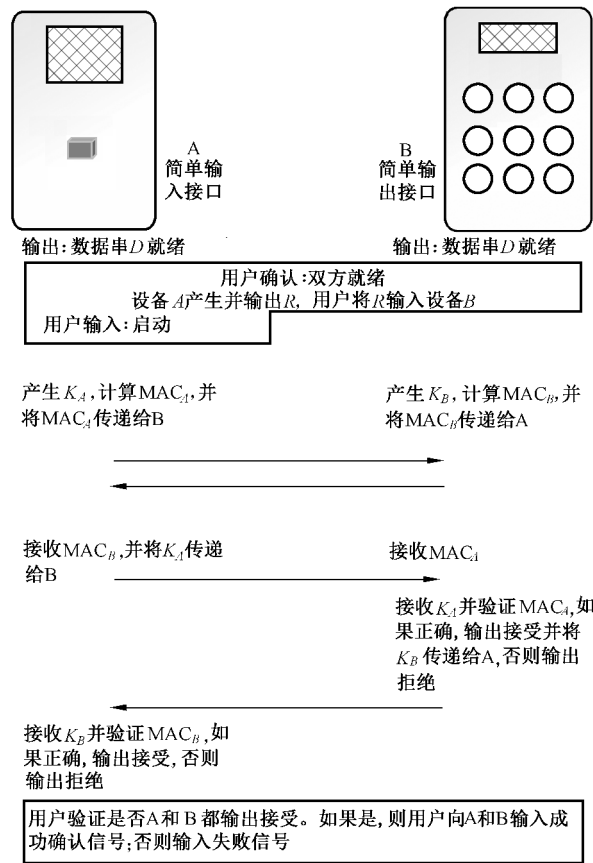 A
简单输
入接口
B
简单输
出接口
输出:数据串D就绪
输出:数据串D就绪
用户确认:双方就绪
设备A产生并输出R, 用户将R输入设备B
用户输入:启动
产生K_A,计算MAC_A,并
将MAC_A传递给B
产生K_B,计算MAC_B,并
将MAC_B传递给A
接收MAC_B,并将K_A传递
给B
接收MAC_A
接收K_A并验证MAC_A,如
果正确,输出接受并将
K_B传递给A,否则输出
拒绝
接收K_B并验证MAC_B,如
果正确,输出接受,否则
输出拒绝
用户验证是否A和B都输出接受。如果是,则用户向A和B输入成
功确认信号;否则输入失败信号